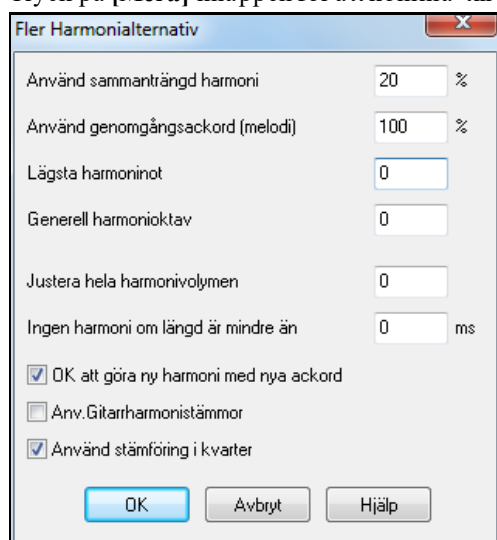 Fler Harmonialternativ
Använd sammanträngd harmoni 20 %
Använd genomgångsackord (melodi) 100 %
Lägsta harmoninot 0
Generell harmonioktav 0
Justera hela harmonivolymen 0
Ingen harmoni om längd är mindre än 0 ms
OK att göra ny harmoni med nya ackord
Anv.Gitarrharmonistämmor
Använd stämföring i kvarter
OK Avbryt Hjälp